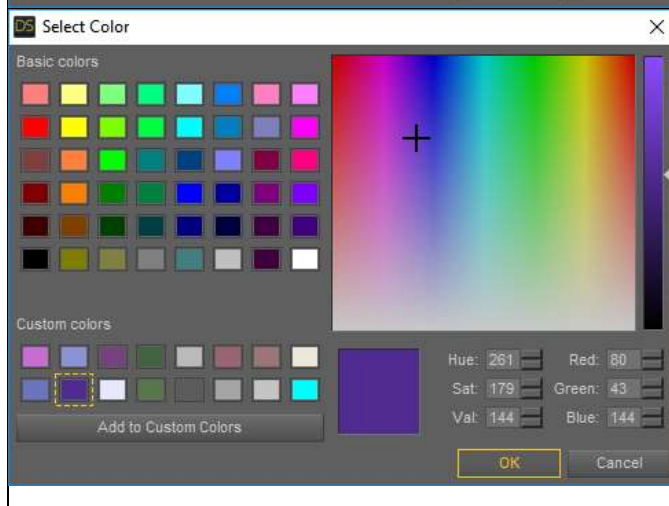 DS Select Color
Basic colors
Custom colors
Add to Custom Colors
Hue: 261 Red: 80
Sat: 179 Green: 43
Val: 144 Blue: 144
OK Cancel